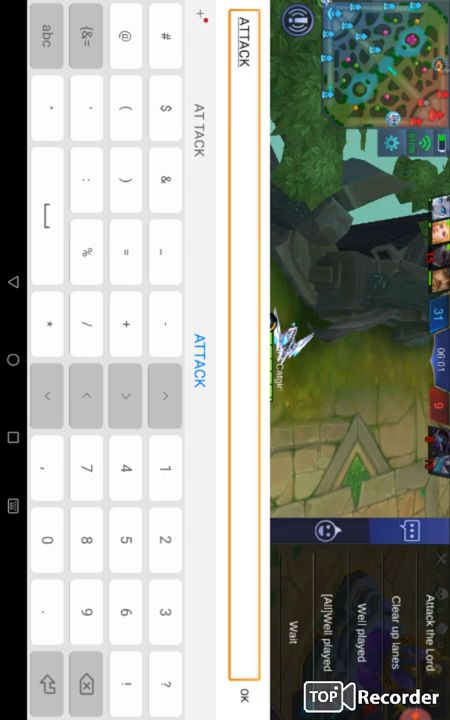 31 06:01 9
Attack the Lord
Clear up lanes
Well played
[All]Well played
Wait
ATTACK OK
AT TACK ATTACK
# $ & _ - 1 2 3 ?
@ ( ) = + 4 5 6 !
{&= ' : % / 7 8 9
abc * , 0 .
TOP Recorder